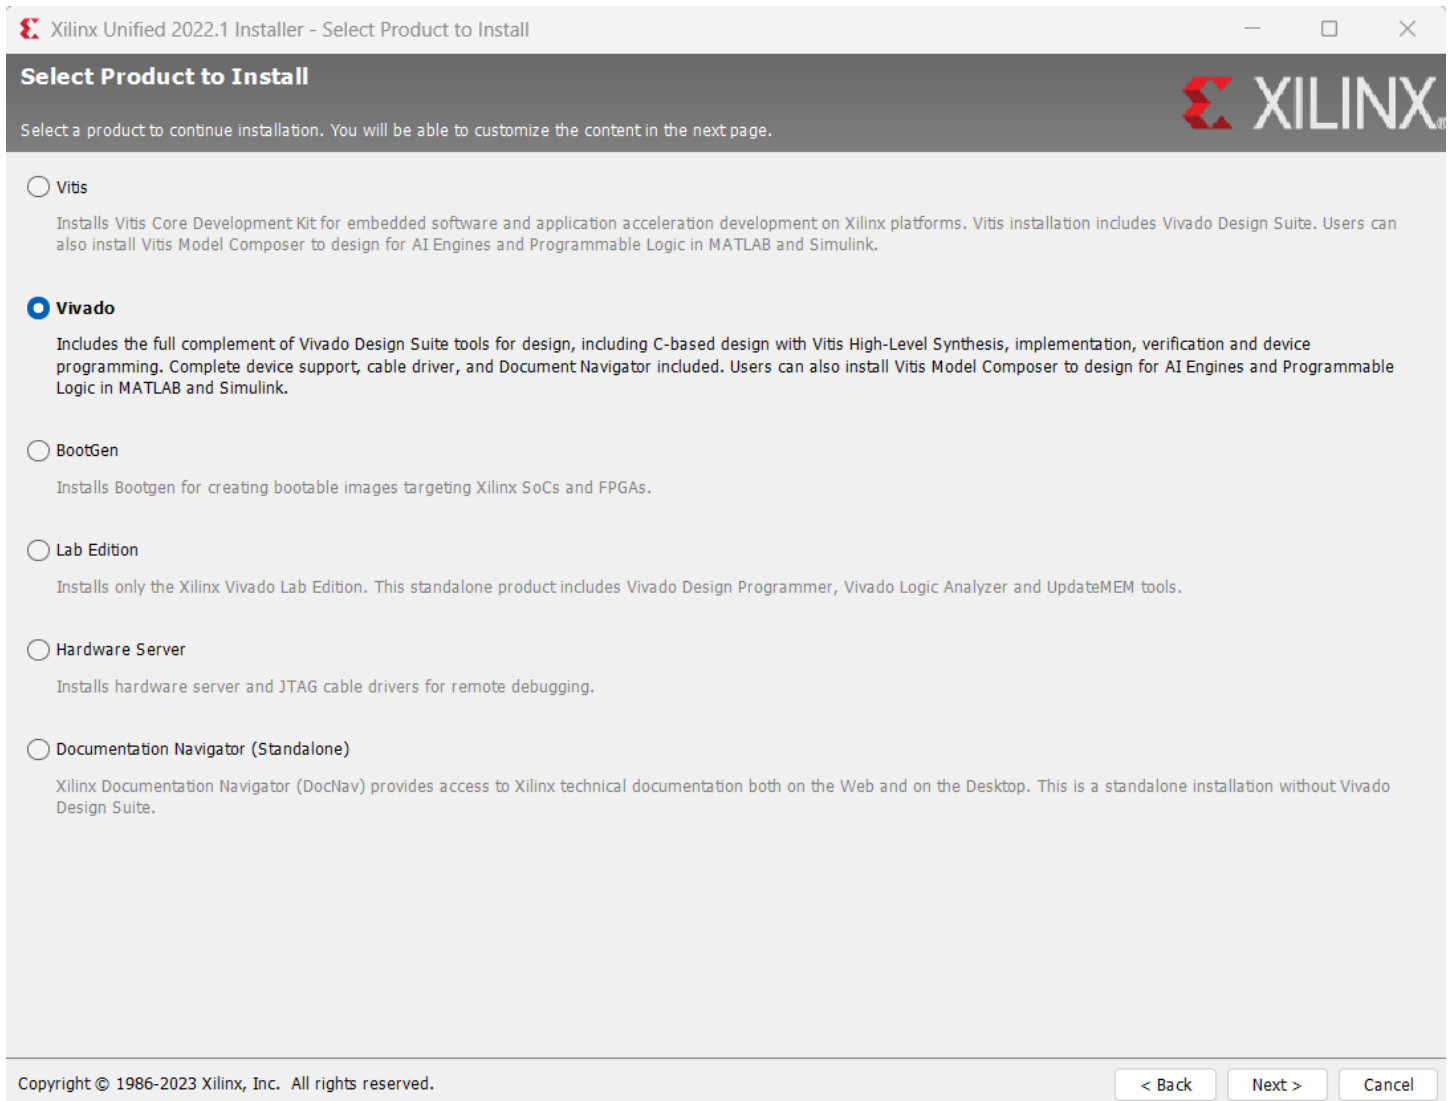 Xilinx Unified 2022.1 Installer - Select Product to Install
Select Product to Install
Select a product to continue installation. You will be able to customize the content in the next page.
XILINX®
Vitis
Installs Vitis Core Development Kit for embedded software and application acceleration development on Xilinx platforms. Vitis installation includes Vivado Design Suite. Users can
also install Vitis Model Composer to design for AI Engines and Programmable Logic in MATLAB and Simulink.
Vivado
Includes the full complement of Vivado Design Suite tools for design, including C-based design with Vitis High-Level Synthesis, implementation, verification and device
programming. Complete device support, cable driver, and Document Navigator included. Users can also install Vitis Model Composer to design for AI Engines and Programmable
Logic in MATLAB and Simulink.
BootGen
Installs Bootgen for creating bootable images targeting Xilinx SoCs and FPGAs.
Lab Edition
Installs only the Xilinx Vivado Lab Edition. This standalone product includes Vivado Design Programmer, Vivado Logic Analyzer and UpdateMEM tools.
Hardware Server
Installs hardware server and JTAG cable drivers for remote debugging.
Documentation Navigator (Standalone)
Xilinx Documentation Navigator (DocNav) provides access to Xilinx technical documentation both on the Web and on the Desktop. This is a standalone installation without Vivado
Design Suite.
Copyright © 1986-2023 Xilinx, Inc.  All rights reserved.
< Back
Next >
Cancel